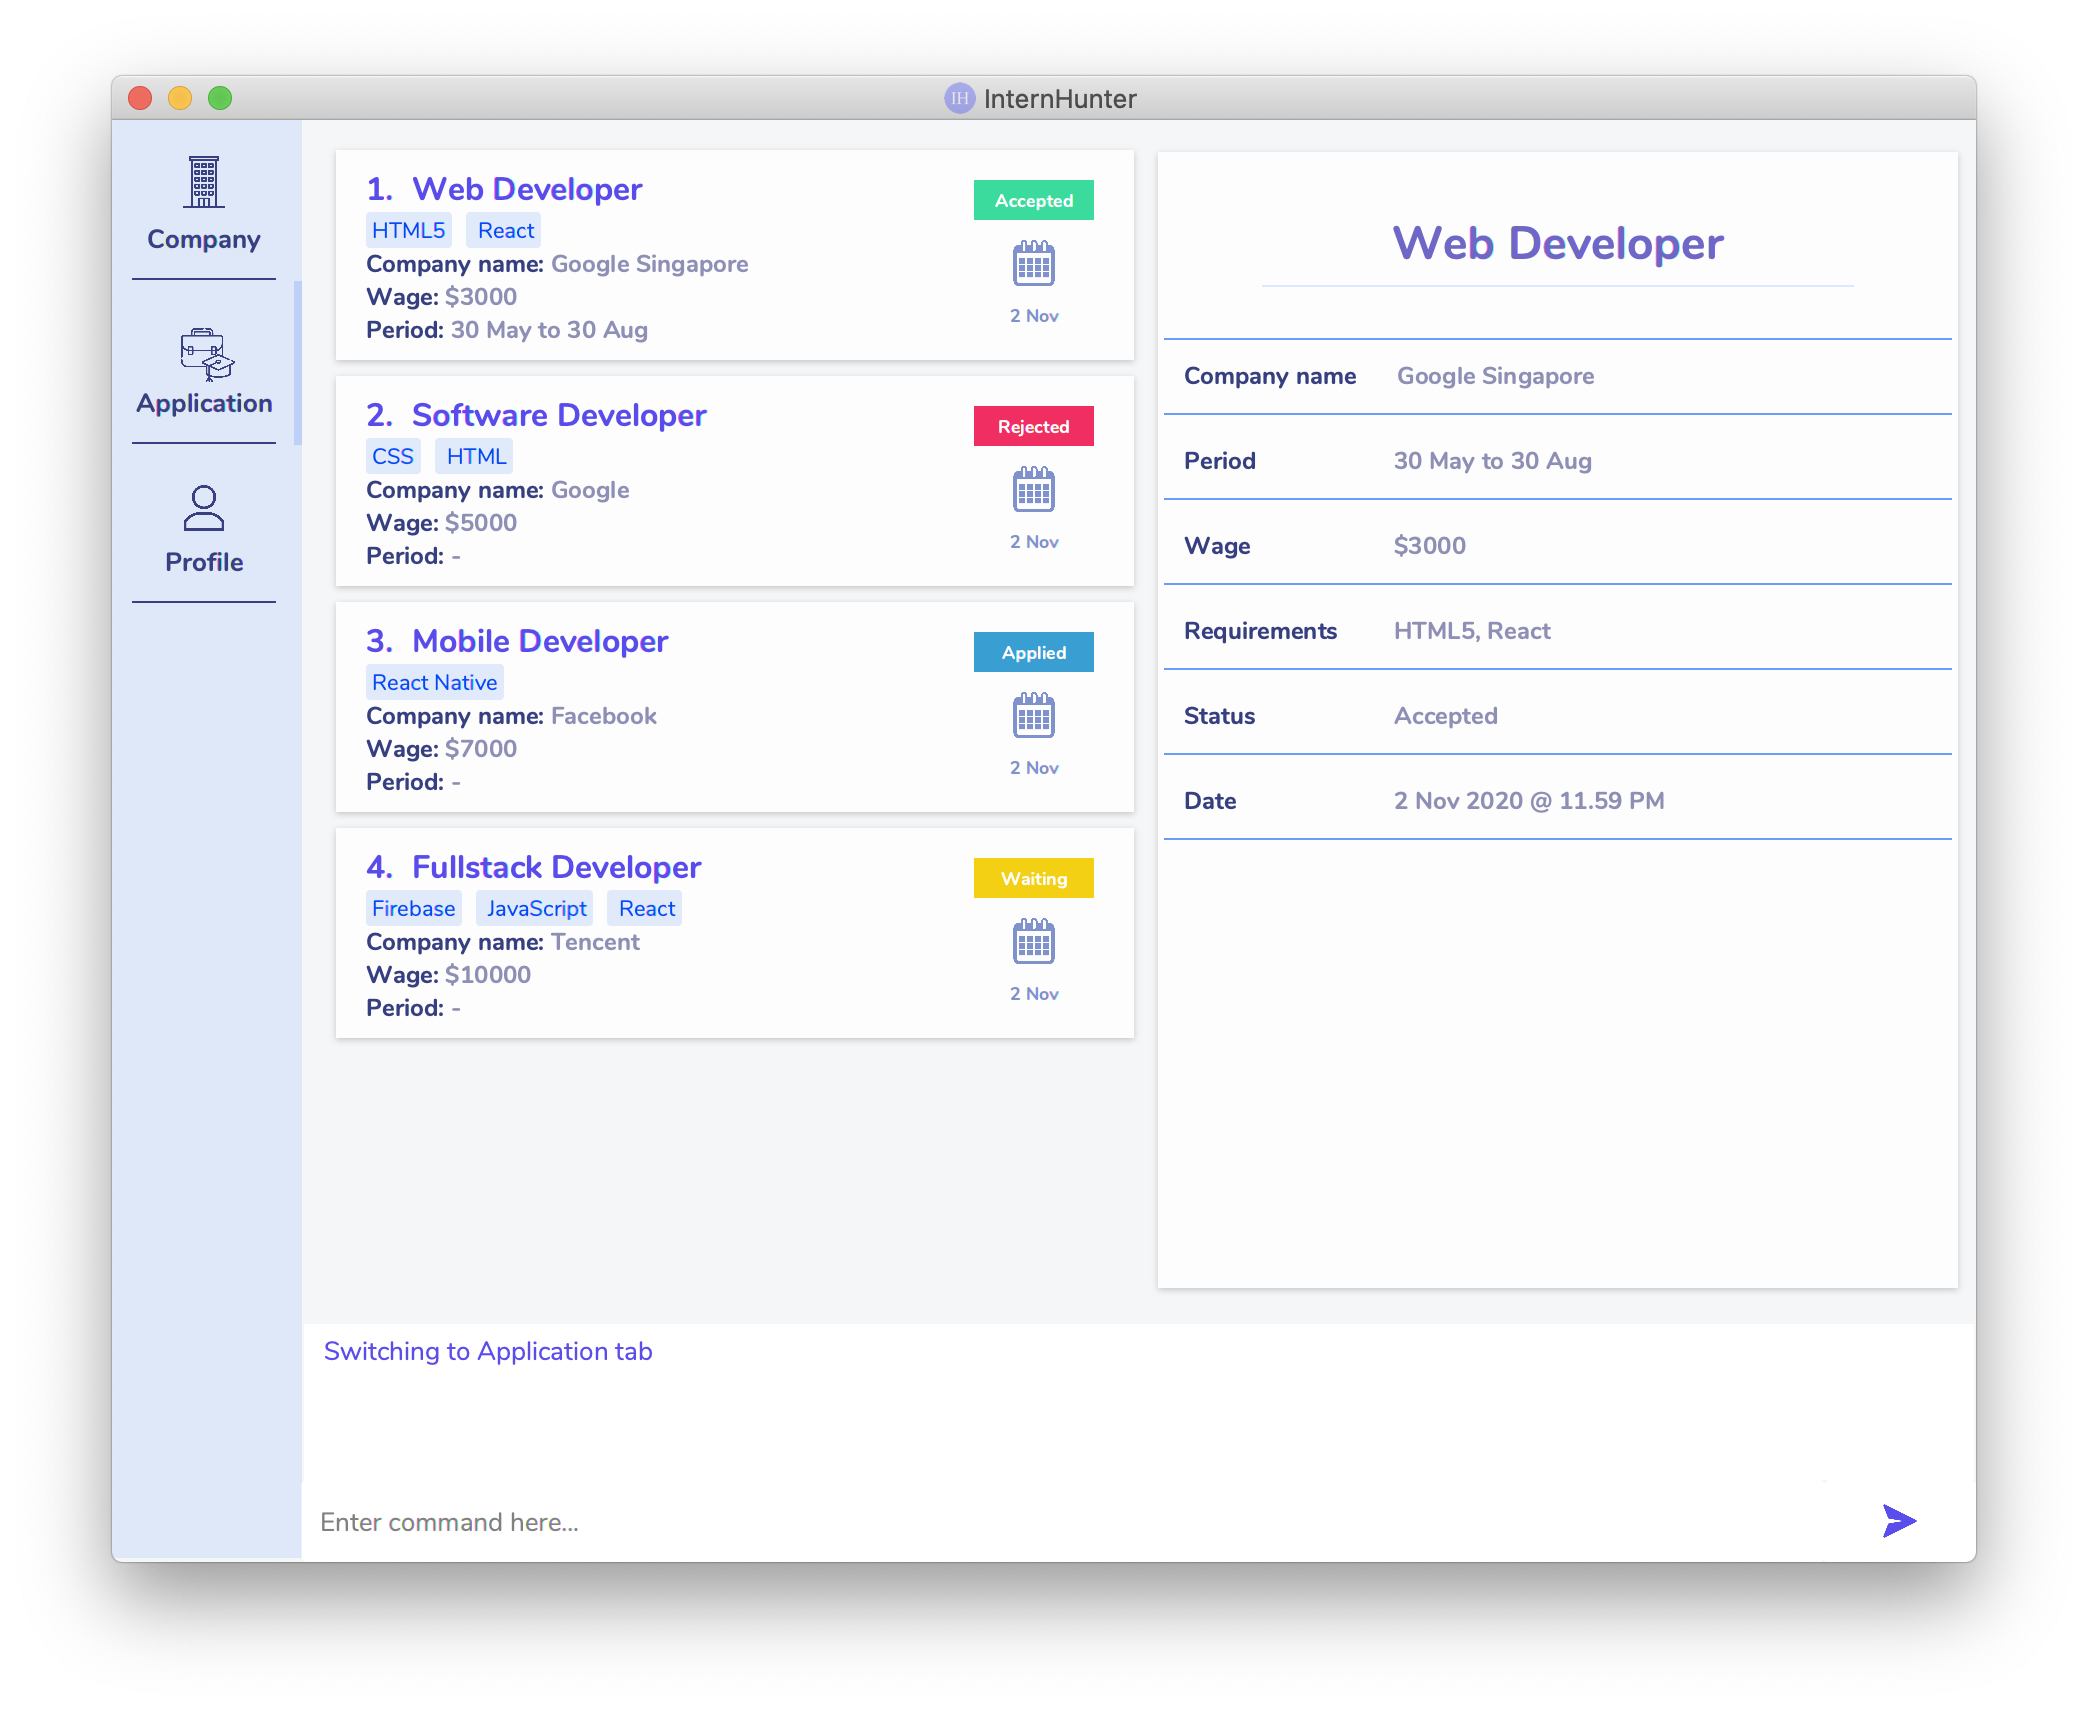 IH InternHunter
Company
Application
Profile
1. Web Developer
HTML5 React
Company name: Google Singapore
Wage: $3000
Period: 30 May to 30 Aug
Accepted
2 Nov
2. Software Developer
CSS HTML
Company name: Google
Wage: $5000
Period: -
Rejected
2 Nov
3. Mobile Developer
React Native
Company name: Facebook
Wage: $7000
Period: -
Applied
2 Nov
4. Fullstack Developer
Firebase JavaScript React
Company name: Tencent
Wage: $10000
Period: -
Waiting
2 Nov
Web Developer
Company name Google Singapore
Period 30 May to 30 Aug
Wage $3000
Requirements HTML5, React
Status Accepted
Date 2 Nov 2020 @ 11.59 PM
Switching to Application tab
Enter command here...